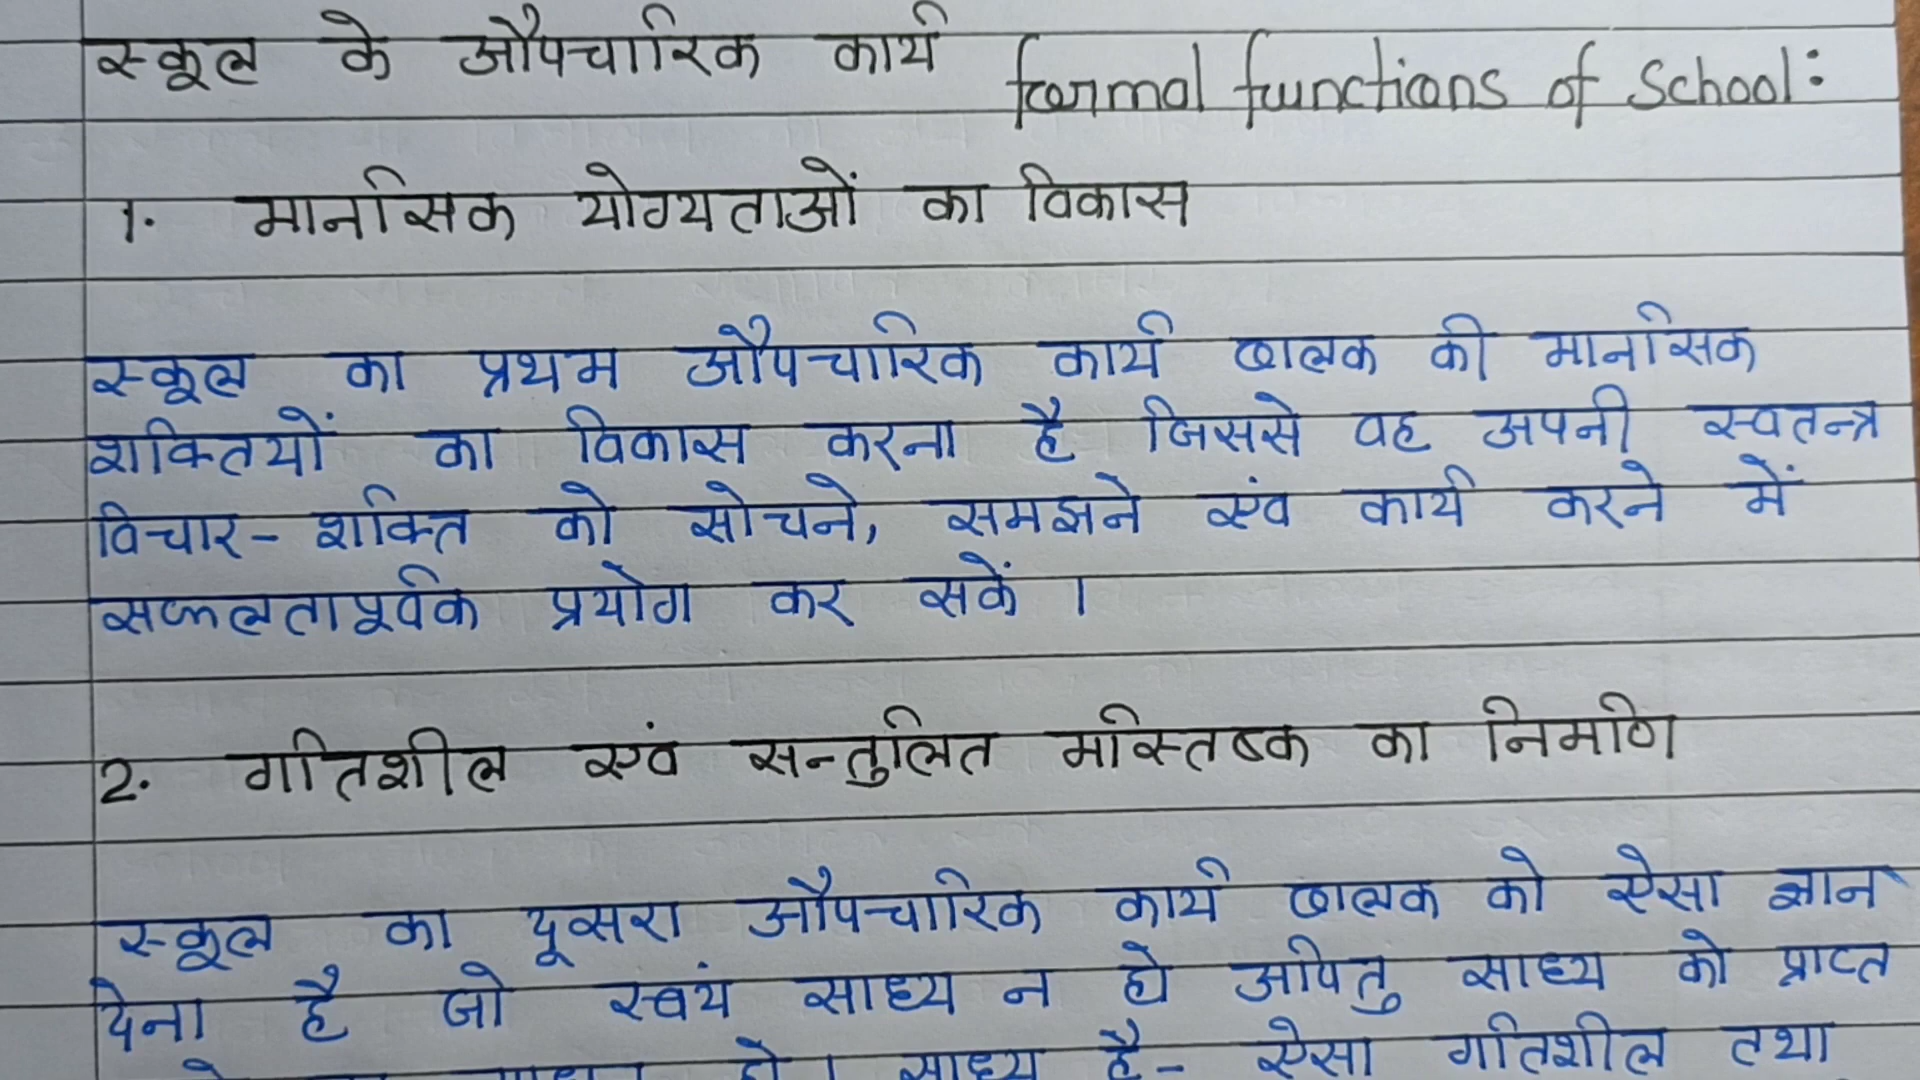 स्कूल के औपचारिक कार्य formal functions of School:
1. मानसिक योग्यताओं का विकास
स्कूल का प्रथम औपचारिक कार्य बालक की मानसिक
शक्तियों का विकास करना है जिससे वह अपनी स्वतन्त्र
विचार-शक्ति को सोचने, समझने एंव कार्य करने में
सफलतापूर्वक प्रयोग कर सकें ।
2. गतिशील एंव सन्तुलित मस्तिष्क का निर्माण
स्कूल का दूसरा औपचारिक कार्य बालक को ऐसा ज्ञान
देना है जो स्वयं साध्य न हो अपितु साध्य को प्राप्त
हो । साध्य है- ऐसा गतिशील तथा